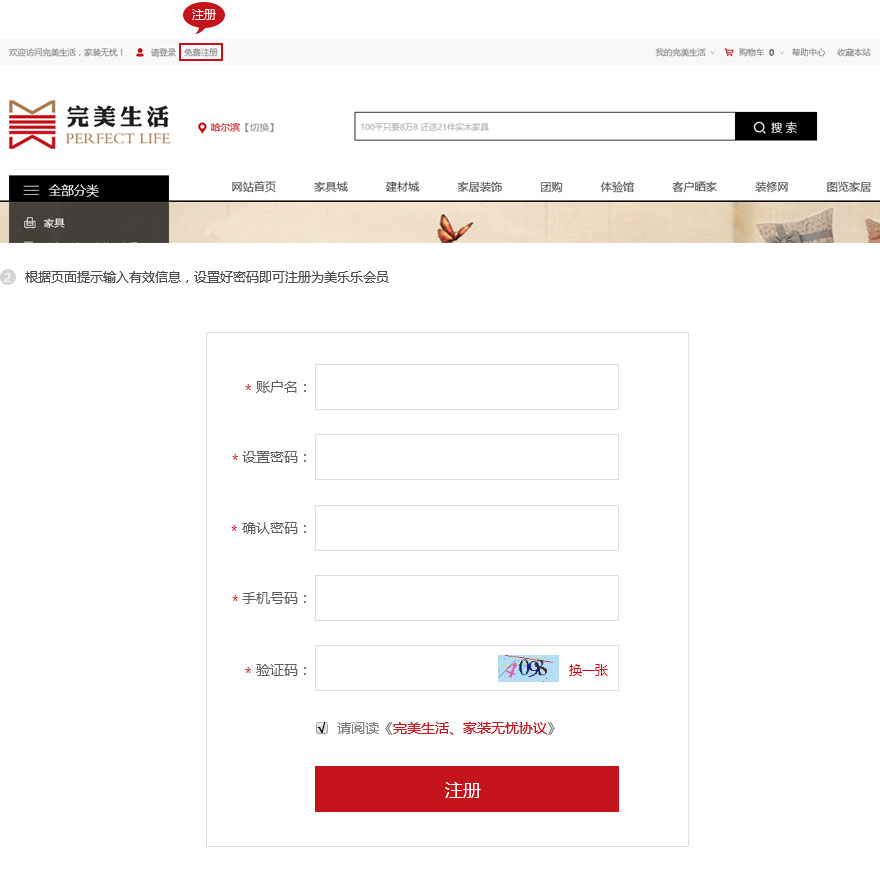 注册
欢迎访问完美生活，家装无忧！ 请登录 免费注册 我的完美生活 购物车 0 帮助中心 收藏本站
完美生活
PERFECT LIFE
哈尔滨【切换】
100平只要8万8 还送21件实木家具
搜 索
全部分类 网站首页 家具城 建材城 家居装饰 团购 体验馆 客户晒家 装修网 图览家居
家具
2 根据页面提示输入有效信息，设置好密码即可注册为美乐乐会员
* 账户名：
* 设置密码：
* 确认密码：
* 手机号码：
* 验证码： 4098 换一张
请阅读《完美生活、家装无忧协议》
注册